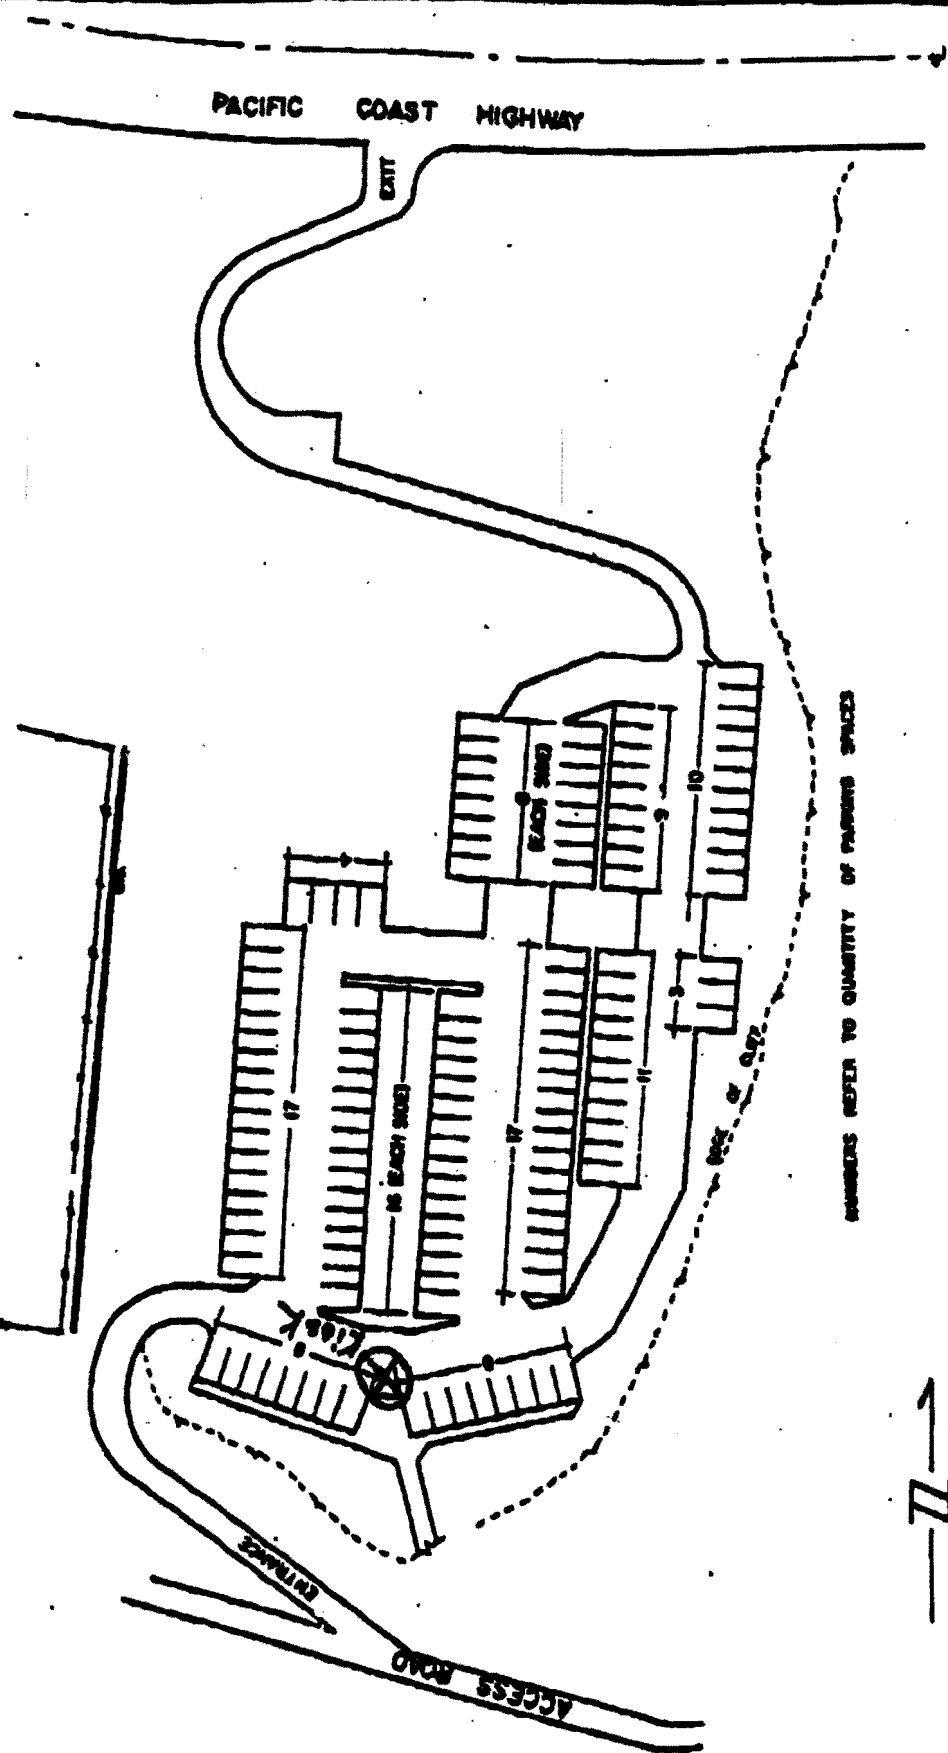 PACIFIC COAST HIGHWAY
EXIT
8
(EACH SIDE)
9
10
4
3
17
16 (EACH SIDE)
17
11
EDGE OF CLIFF
(NUMBERS REFER TO QUANTITY OF PARKING SPACES
Kiosk
8
8
ENTRANCE
ACCESS ROAD
Z